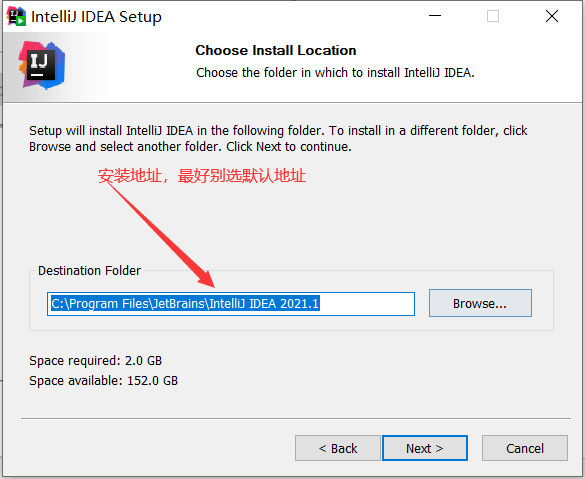 IntelliJ IDEA Setup
IJ
Choose Install Location
Choose the folder in which to install IntelliJ IDEA.
Setup will install IntelliJ IDEA in the following folder. To install in a different folder, click
Browse and select another folder. Click Next to continue.
安装地址，最好别选默认地址
Destination Folder
C:\Program Files\JetBrains\IntelliJ IDEA 2021.1
Browse...
Space required: 2.0 GB
Space available: 152.0 GB
< Back
Next >
Cancel